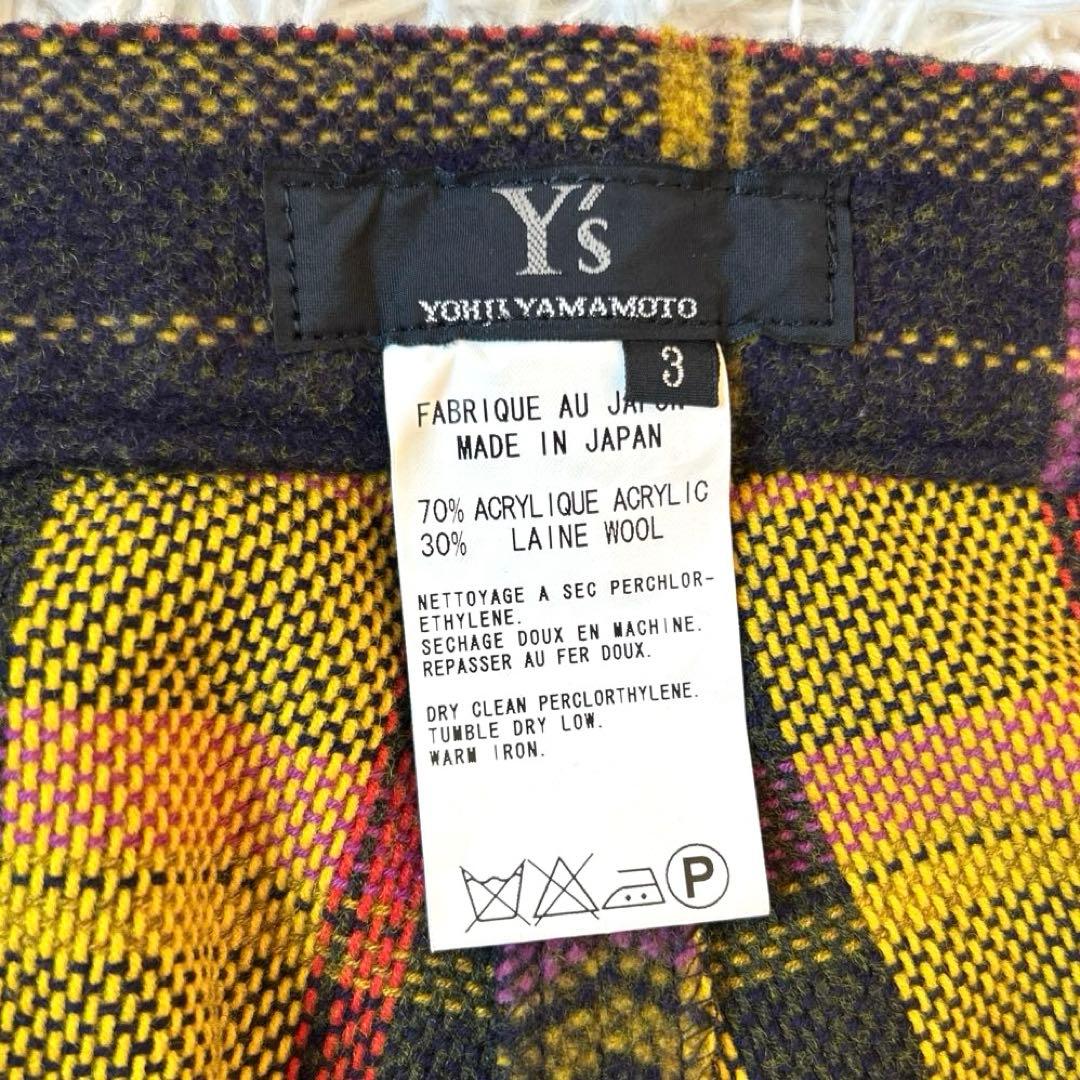 Y's
YOHJI YAMAMOTO
3
FABRIQUE AU JAPON
MADE IN JAPAN
70% ACRYLIQUE ACRYLIC
30% LAINE WOOL
NETTOYAGE A SEC PERCHLOR-
ETHYLENE.
SECHAGE DOUX EN MACHINE.
REPASSER AU FER DOUX.
DRY CLEAN PERCLORTHYLENE.
TUMBLE DRY LOW.
WARM IRON.
P